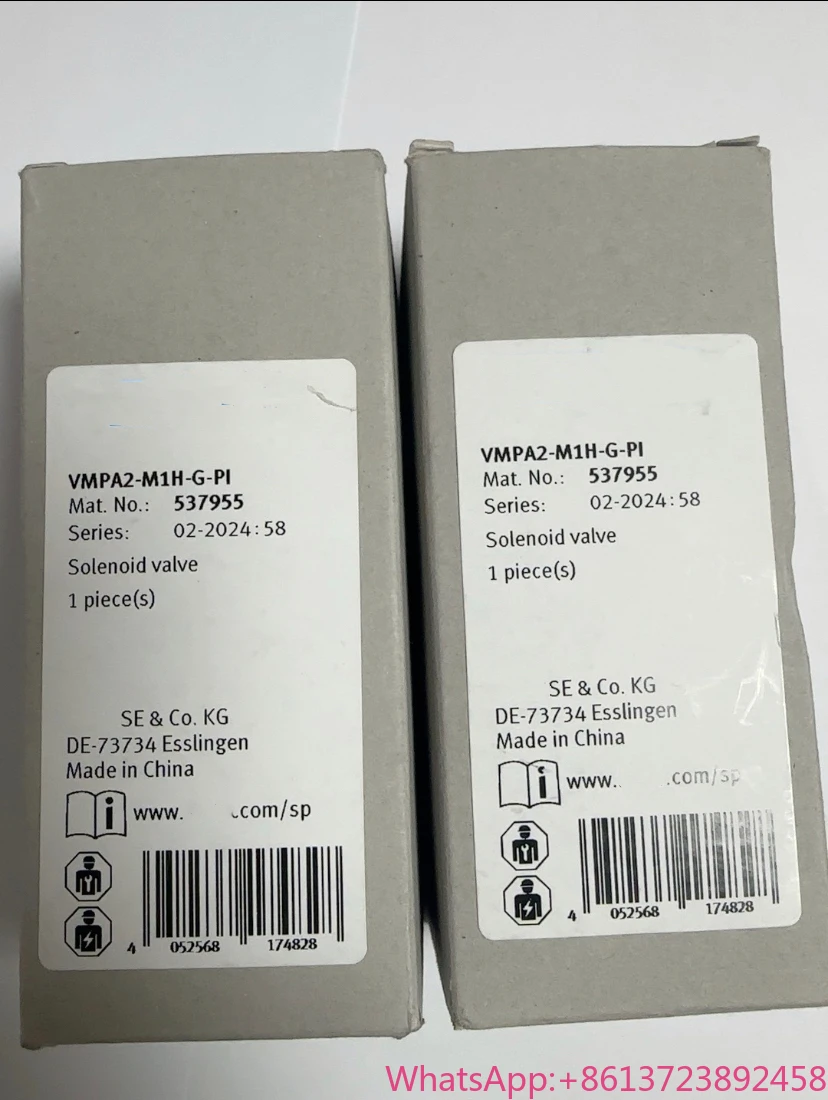 VMPA2-M1H-G-PI
Mat. No.: 537955
Series: 02-2024:58
Solenoid valve
1 piece(s)
SE & Co. KG
DE-73734 Esslingen
Made in China
www. .com/sp
4 052568 174828
VMPA2-M1H-G-PI
Mat. No.: 537955
Series: 02-2024:58
Solenoid valve
1 piece(s)
SE & Co. KG
DE-73734 Esslingen
Made in China
www. .com/sp
4 052568 174828
WhatsApp:+8613723892458